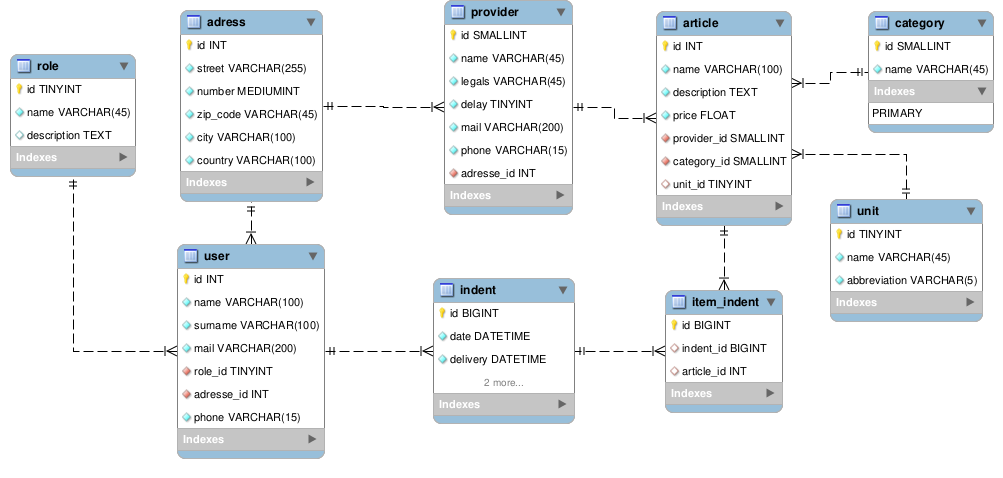 role
id TINYINT
name VARCHAR(45)
description TEXT
Indexes
adress
id INT
street VARCHAR(255)
number MEDIUMINT
zip_code VARCHAR(45)
city VARCHAR(100)
country VARCHAR(100)
Indexes
provider
id SMALLINT
name VARCHAR(45)
legals VARCHAR(45)
delay TINYINT
mail VARCHAR(200)
phone VARCHAR(15)
adresse_id INT
Indexes
article
id INT
name VARCHAR(100)
description TEXT
price FLOAT
provider_id SMALLINT
category_id SMALLINT
unit_id TINYINT
Indexes
category
id SMALLINT
name VARCHAR(45)
Indexes
PRIMARY
unit
id TINYINT
name VARCHAR(45)
abbreviation VARCHAR(5)
Indexes
user
id INT
name VARCHAR(100)
surname VARCHAR(100)
mail VARCHAR(200)
role_id TINYINT
adresse_id INT
phone VARCHAR(15)
Indexes
indent
id BIGINT
date DATETIME
delivery DATETIME
2 more...
Indexes
item_indent
id BIGINT
indent_id BIGINT
article_id INT
Indexes